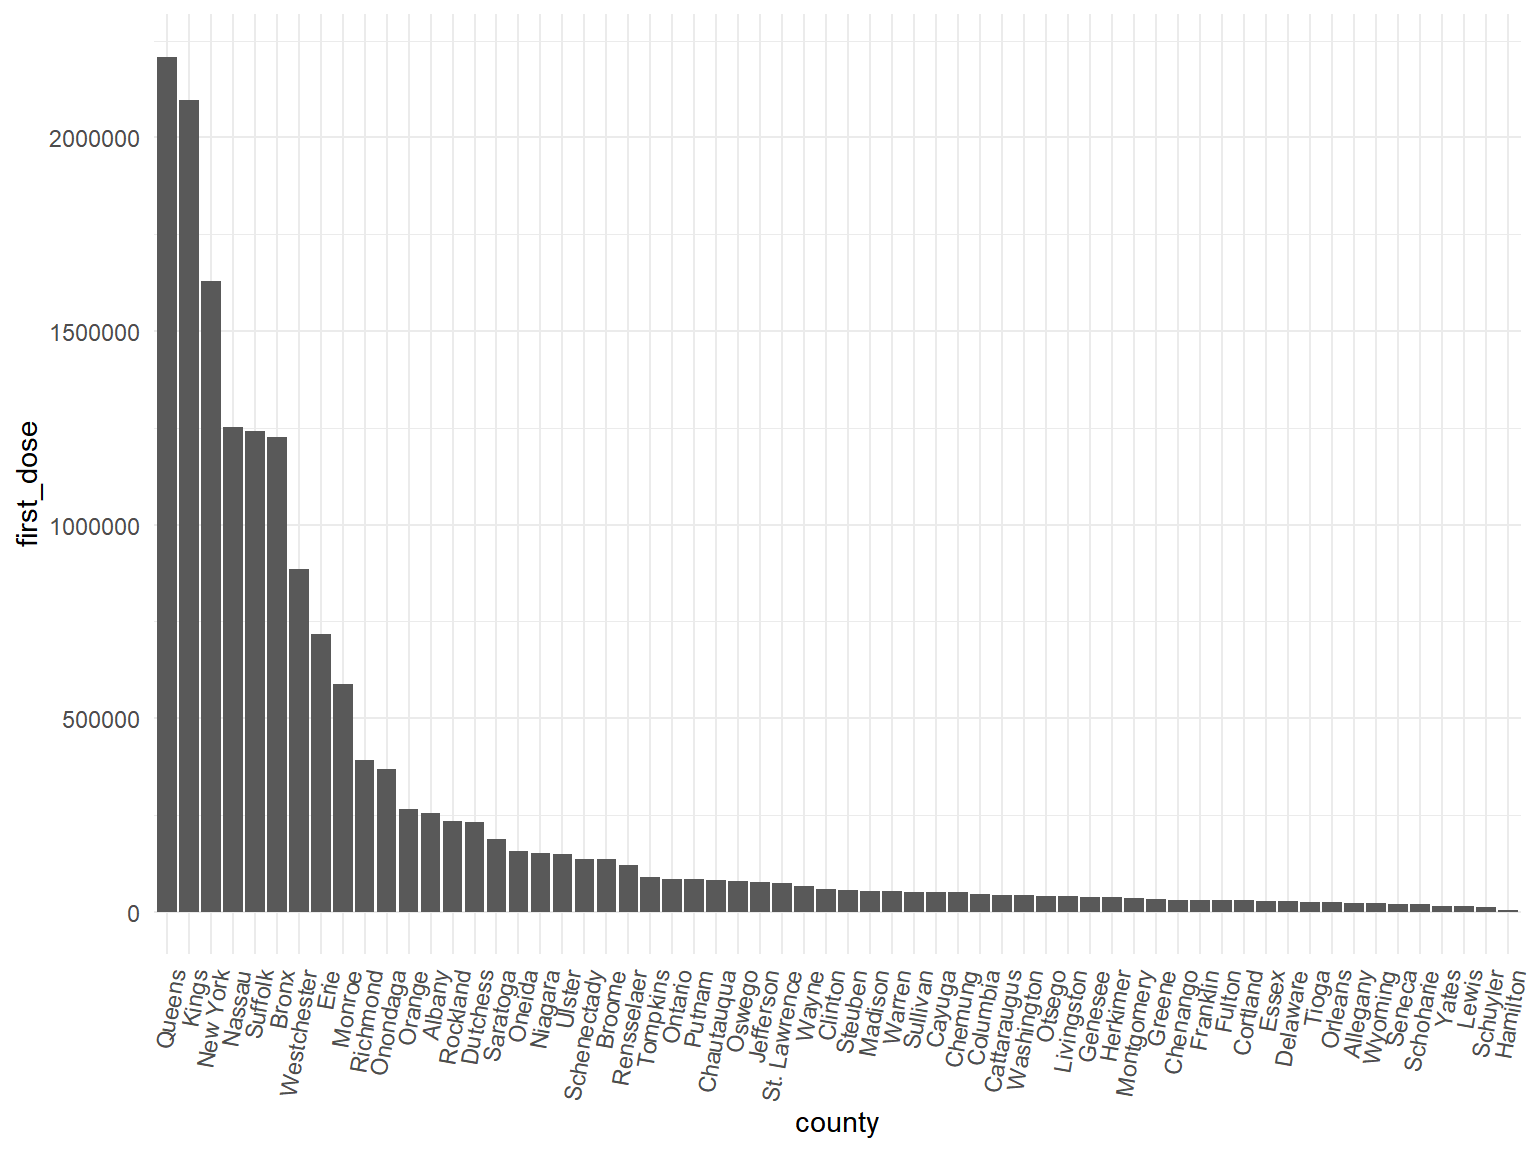 first_dose
2000000
1500000
1000000
500000
0
Queens
Kings
New York
Nassau
Suffolk
Bronx
Westchester
Erie
Monroe
Richmond
Onondaga
Orange
Albany
Rockland
Dutchess
Saratoga
Oneida
Niagara
Ulster
Schenectady
Broome
Rensselaer
Tompkins
Ontario
Putnam
Chautauqua
Oswego
Jefferson
St. Lawrence
Wayne
Clinton
Steuben
Madison
Warren
Sullivan
Cayuga
Chemung
Columbia
Cattaraugus
Washington
Otsego
Livingston
Genesee
Herkimer
Montgomery
Greene
Chenango
Franklin
Fulton
Cortland
Essex
Delaware
Tioga
Orleans
Allegany
Wyoming
Seneca
Schoharie
Yates
Lewis
Schuyler
Hamilton
county